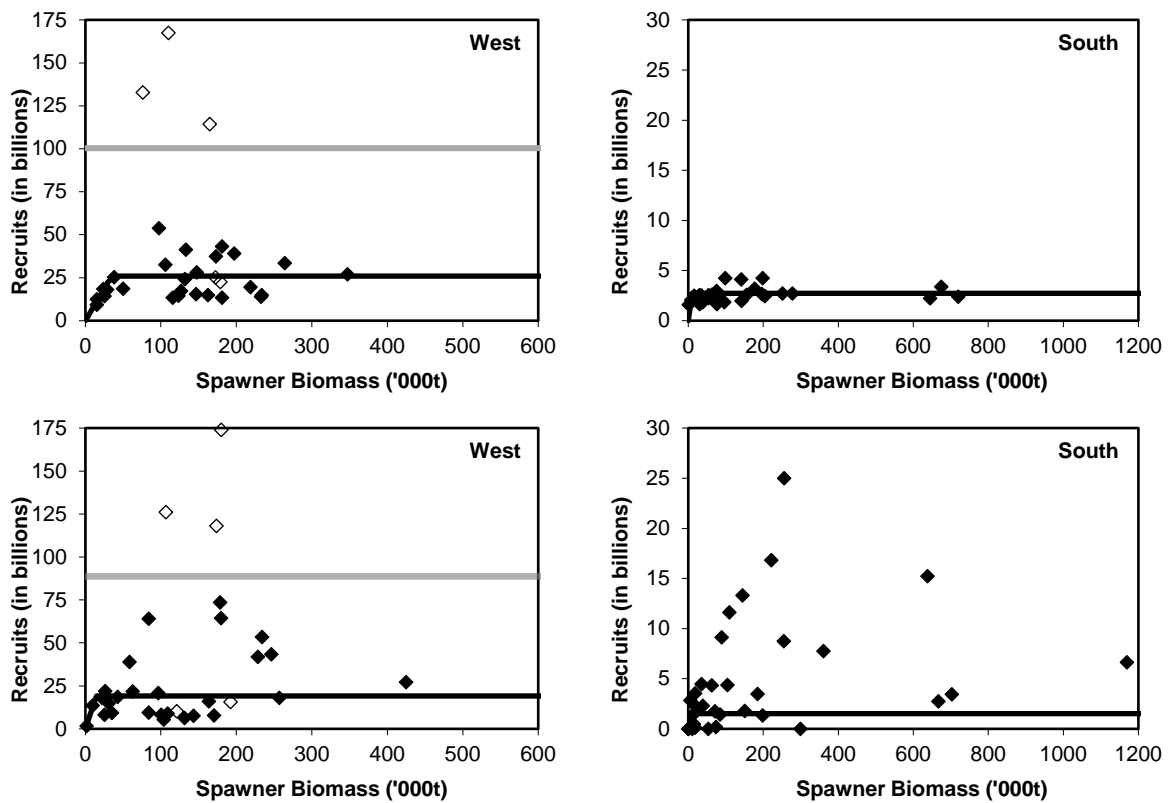 West
Recruits (in billions)
175
150
125
100
75
50
25
0
0 100 200 300 400 500 600
Spawner Biomass ('000t)
South
Recruits (in billions)
30
25
20
15
10
5
0
0 200 400 600 800 1000 1200
Spawner Biomass ('000t)
West
Recruits (in billions)
175
150
125
100
75
50
25
0
0 100 200 300 400 500 600
Spawner Biomass ('000t)
South
Recruits (in billions)
30
25
20
15
10
5
0
0 200 400 600 800 1000 1200
Spawner Biomass ('000t)